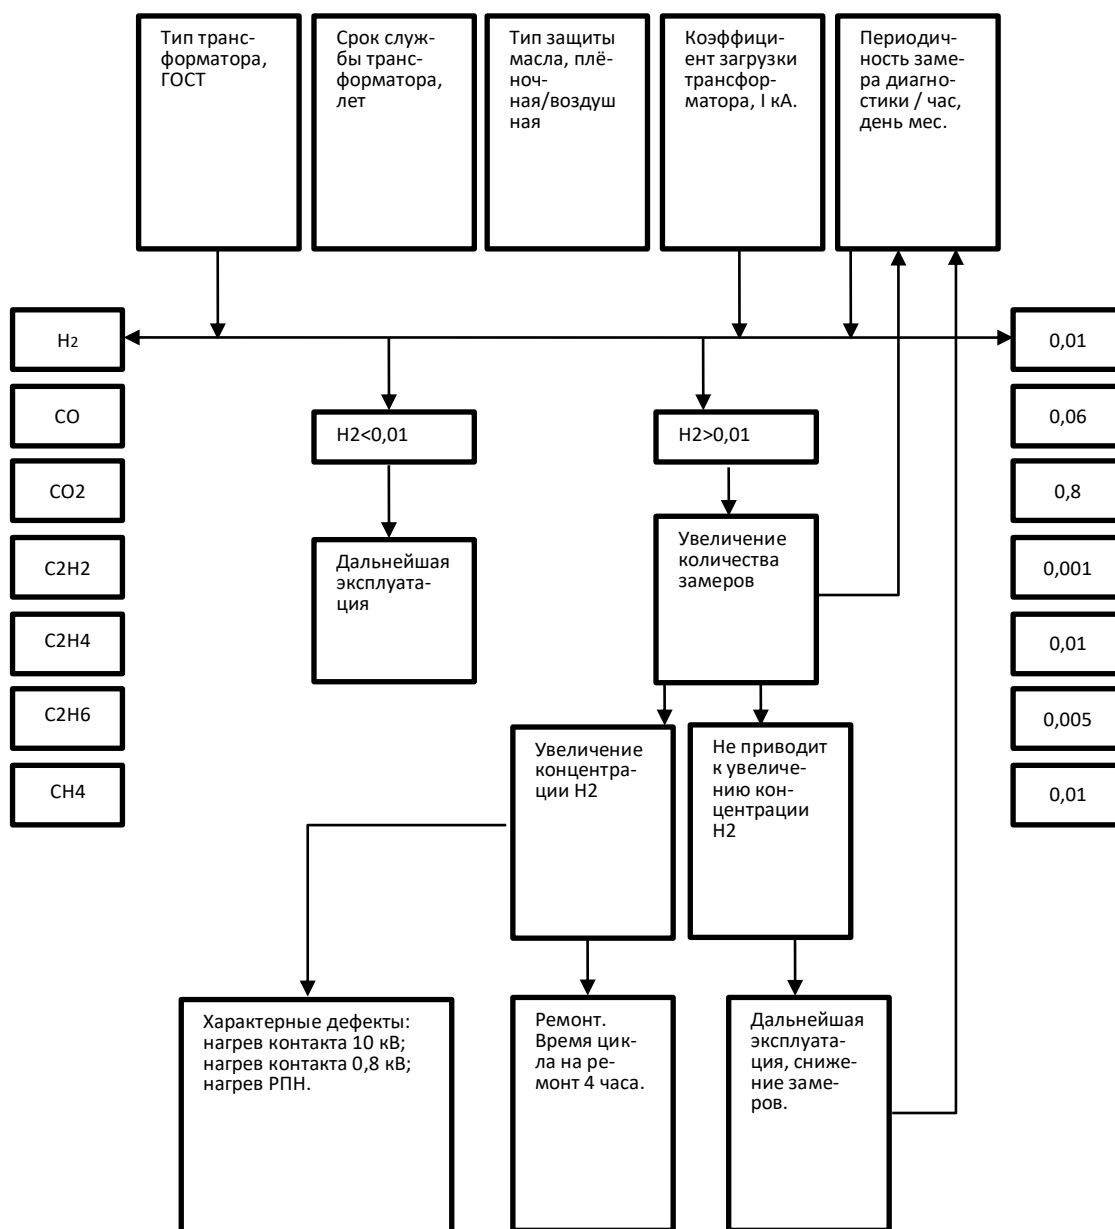 Тип транс-
форматора,
ГОСТ
Срок служ-
бы транс-
форматора,
лет
Тип защиты
масла, плё-
ноч-
ная/воздуш
ная
Коэффици-
ент загрузки
трансфор-
матора, I кА.
Периодич-
ность заме-
ра диагно-
стики / час,
день мес.
H2
0,01
CO
H2<0,01
H2>0,01
0,06
CO2
0,8
Увеличение
количества
замеров
Дальнейшая
эксплуата-
ция
C2H2
0,001
C2H4
0,01
C2H6
0,005
Увеличение
концентра-
ции H2
Не приводит
к увеличе-
нию кон-
центрации
H2
CH4
0,01
Характерные дефекты:
нагрев контакта 10 кВ;
нагрев контакта 0,8 кВ;
нагрев РПН.
Ремонт.
Время цик-
ла на ре-
монт 4 часа.
Дальнейшая
эксплуата-
ция, сниже-
ние заме-
ров.